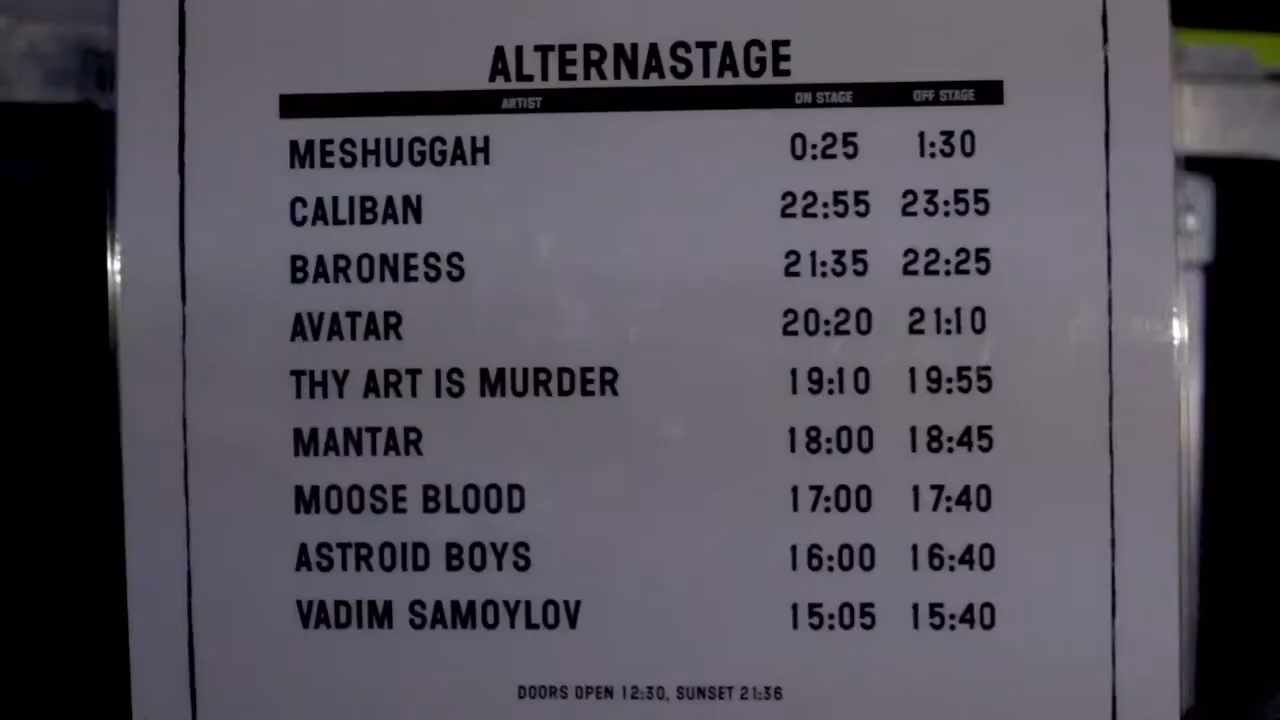 ALTERNASTAGE
ARTIST ON STAGE OFF STAGE
MESHUGGAH 0:25 1:30
CALIBAN 22:55 23:55
BARONESS 21:35 22:25
AVATAR 20:20 21:10
THY ART IS MURDER 19:10 19:55
MANTAR 18:00 18:45
MOOSE BLOOD 17:00 17:40
ASTROID BOYS 16:00 16:40
VADIM SAMOYLOV 15:05 15:40
DOORS OPEN 12:30, SUNSET 21:36